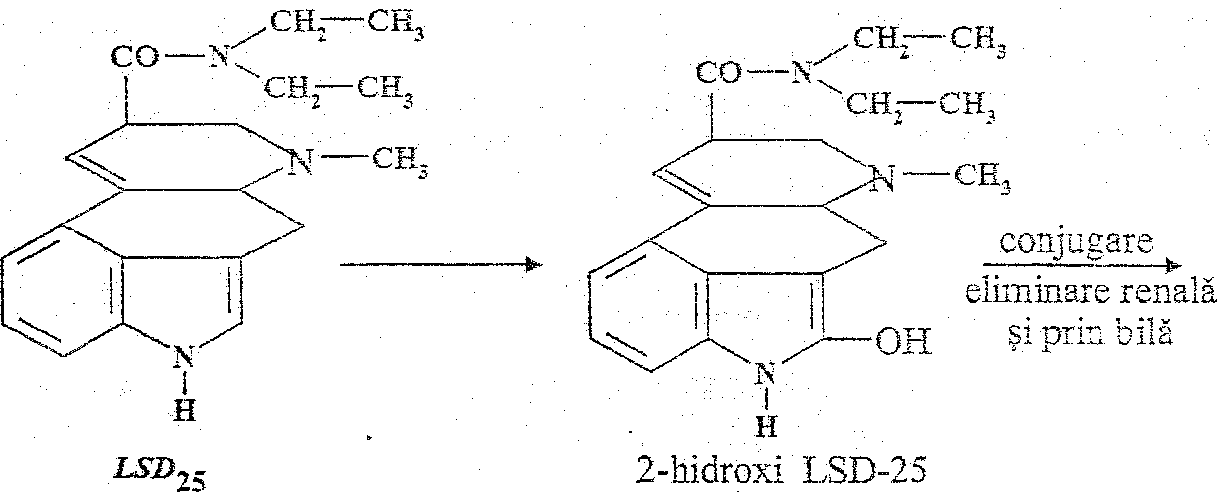 CH₂—CH₃
CO—N
CH₂—CH₃
N—CH₃
N
H
LSD₂₅
CH₂—CH₃
CO—N
CH₂—CH₃
N—CH₃
OH
N
H
2-hidroxi LSD-25
conjugare
eliminare renală
şi prin bilă